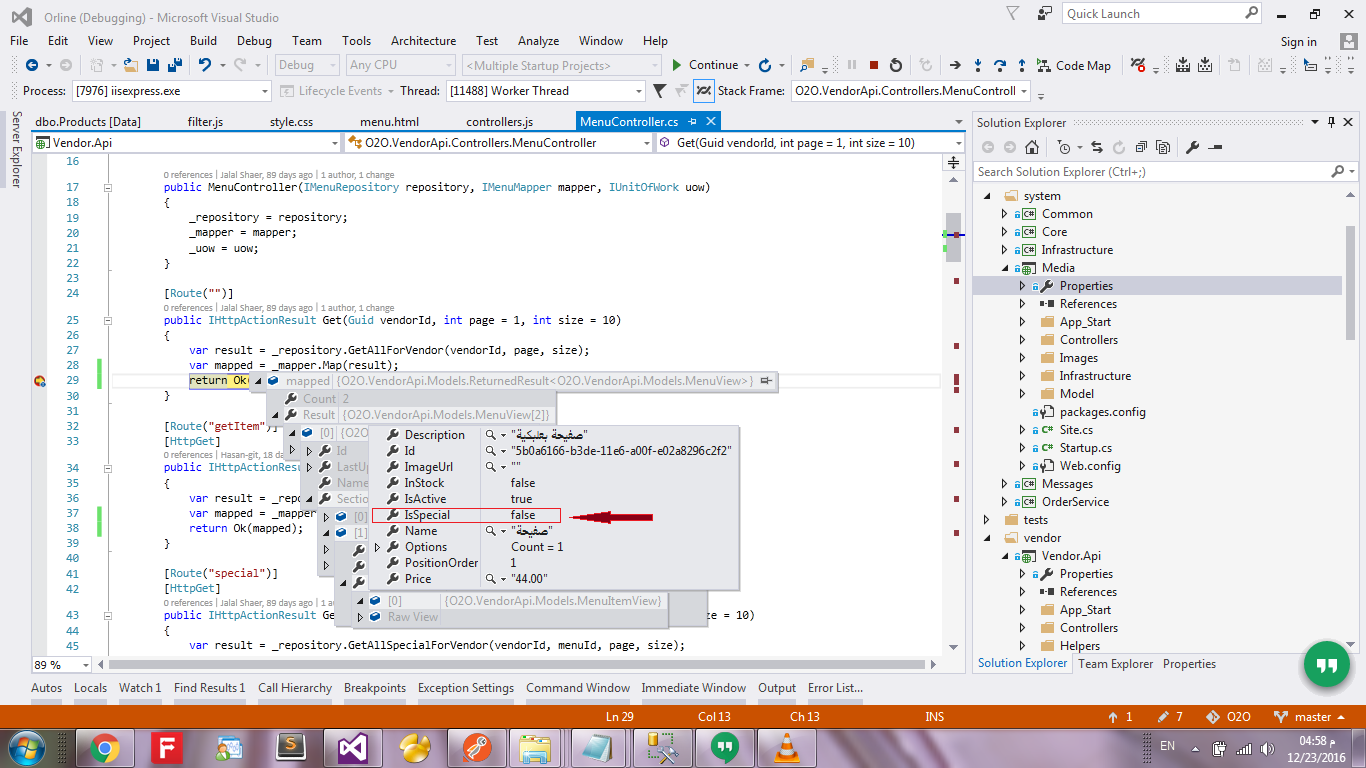 Orline (Debugging) - Microsoft Visual Studio
Quick Launch (Ctrl+Q)
File Edit View Project Build Debug Team Tools Architecture Test Analyze Window Help
Sign in
Debug Any CPU <Multiple Startup Projects> Continue Code Map
Process: [7976] iisexpress.exe Lifecycle Events Thread: [11488] Worker Thread Stack Frame: O2O.VendorApi.Controllers.MenuControll
Server Explorer
dbo.Products [Data] filter.js style.css menu.html controllers.js MenuController.cs
Vendor.Api O2O.VendorApi.Controllers.MenuController Get(Guid vendorId, int page = 1, int size = 10)
16
0 references | Jalal Shaer, 89 days ago | 1 author, 1 change
17 public MenuController(IMenuRepository repository, IMenuMapper mapper, IUnitOfWork uow)
18 {
19 _repository = repository;
20 _mapper = mapper;
21 _uow = uow;
22 }
23
24 [Route("")]
0 references | Jalal Shaer, 89 days ago | 1 author, 1 change
25 public IHttpActionResult Get(Guid vendorId, int page = 1, int size = 10)
26 {
27 var result = _repository.GetAllForVendor(vendorId, page, size);
28 var mapped = _mapper.Map(result);
29 return Ok( mapped {O2O.VendorApi.Models.ReturnedResult<O2O.VendorApi.Models.MenuView>}
Count 2
30 }
31
Result {O2O.VendorApi.Models.MenuView[2]}
32 [Route("getItem")]
[0] {O2O
33 [HttpGet]
Id
0 references | Hasan-git, 18 da
34 public IHttpActionResu
LastUp
35 {
Name
36 var result = _repo
Sections
37 var mapped = _mapper
[0]
38 return Ok(mapped);
[1]
39 }
40
Description "صفيحة بعلبكية"
Id "5b0a6166-b3de-11e6-a00f-e02a8296c2f2"
ImageUrl ""
InStock false
IsActive true
IsSpecial false
Name "صفيحة"
Options Count = 1
PositionOrder 1
Price "44.00"
41 [Route("special")]
42 [HttpGet]
[0] {O2O.VendorApi.Models.MenuItemView}
Raw View
0 references | Jalal Shaer, 89 days ago | 1 au
43 public IHttpActionResult Ge ze = 10)
44 {
45 var result = _repository.GetAllSpecialForVendor(vendorId, menuId, page, size);
89 %
Solution Explorer
Search Solution Explorer (Ctrl+;)
system
Common
Core
Infrastructure
Media
Properties
References
App_Start
Controllers
Images
Infrastructure
Model
packages.config
Site.cs
Startup.cs
Web.config
Messages
OrderService
tests
vendor
Vendor.Api
Properties
References
App_Start
Controllers
Helpers
Solution Explorer Team Explorer Properties
Autos Locals Watch 1 Find Results 1 Call Hierarchy Breakpoints Exception Settings Command Window Immediate Window Output Error List...
Ln 29 Col 13 Ch 13 INS 1 7 O2O master
EN
04:58 م
12/23/2016